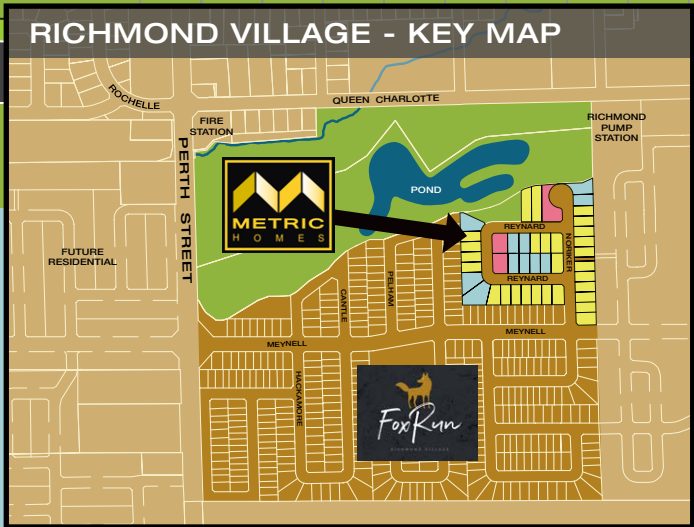 RICHMOND VILLAGE - KEY MAP
ROCHELLE
QUEEN CHARLOTTE
FIRE
STATION
RICHMOND
PUMP
STATION
PERTH STREET
METRIC
HOMES
POND
FUTURE
RESIDENTIAL
REYNARD
NORIKER
REYNARD
CANTLE
PELHAM
MEYNELL
MEYNELL
HACKAMORE
FoxRun
RICHMOND VILLAGE